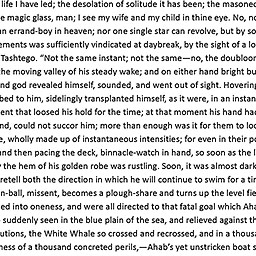 life I have led; the desolation of solitude it has been; the masoned
e magic glass, man; I see my wife and my child in thine eye. No, no
n errand-boy in heaven; nor one single star can revolve, but by so
ements was sufficiently vindicated at daybreak, by the sight of a lo
Tashtego. "Not the same instant; not the same—no, the doubloon
the moving valley of his steady wake; and on either hand bright bu
nd god revealed himself, sounded, and went out of sight. Hovering
bed to him, sidelingly transplanted himself, as it were, in an instan
ent that loosed his hold for the time; at that moment his hand had
nd, could not succor him; more than enough was it for them to loo
e, wholly made up of instantaneous intensities; for even in their po
nd then pacing the deck, binnacle-watch in hand, so soon as the l
y the hem of his golden robe was rustling. Soon, it was almost dark
retell both the direction in which he will continue to swim for a tim
n-ball, missent, becomes a plough-share and turns up the level fie
ed into oneness, and were all directed to that fatal goal which Aha
e suddenly seen in the blue plain of the sea, and relieved against th
utions, the White Whale so crossed and recrossed, and in a thousa
ness of a thousand concreted perils,—Ahab's yet unstricken boat s